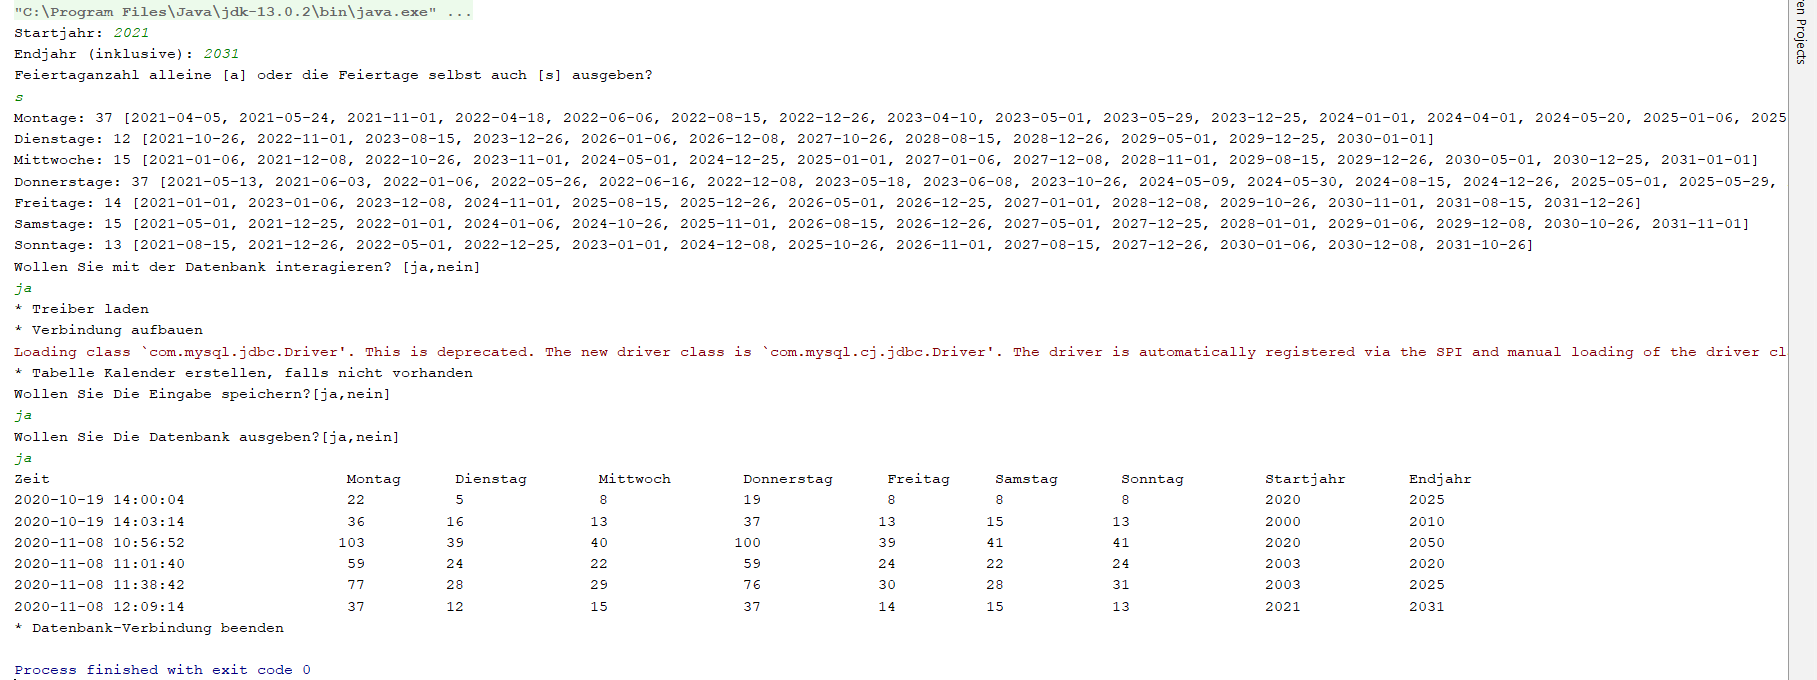 "C:\Program Files\Java\jdk-13.0.2\bin\java.exe" ...
Startjahr: 2021
Endjahr (inklusive): 2031
Feiertaganzahl alleine [a] oder die Feiertage selbst auch [s] ausgeben?
s
Montage: 37 [2021-04-05, 2021-05-24, 2021-11-01, 2022-04-18, 2022-06-06, 2022-08-15, 2022-12-26, 2023-04-10, 2023-05-01, 2023-05-29, 2023-12-25, 2024-01-01, 2024-04-01, 2024-05-20, 2025-01-06, 2025
Dienstage: 12 [2021-10-26, 2022-11-01, 2023-08-15, 2023-12-26, 2026-01-06, 2026-12-08, 2027-10-26, 2028-08-15, 2028-12-26, 2029-05-01, 2029-12-25, 2030-01-01]
Mittwoche: 15 [2021-01-06, 2021-12-08, 2022-10-26, 2023-11-01, 2024-05-01, 2024-12-25, 2025-01-01, 2027-01-06, 2027-12-08, 2028-11-01, 2029-08-15, 2029-12-26, 2030-05-01, 2030-12-25, 2031-01-01]
Donnerstage: 37 [2021-05-13, 2021-06-03, 2022-01-06, 2022-05-26, 2022-06-16, 2022-12-08, 2023-05-18, 2023-06-08, 2023-10-26, 2024-05-09, 2024-05-30, 2024-08-15, 2024-12-26, 2025-05-01, 2025-05-29,
Freitage: 14 [2021-01-01, 2023-01-06, 2023-12-08, 2024-11-01, 2025-08-15, 2025-12-26, 2026-05-01, 2026-12-25, 2027-01-01, 2028-12-08, 2029-10-26, 2030-11-01, 2031-08-15, 2031-12-26]
Samstage: 15 [2021-05-01, 2021-12-25, 2022-01-01, 2024-01-06, 2024-10-26, 2025-11-01, 2026-08-15, 2026-12-26, 2027-05-01, 2027-12-25, 2028-01-01, 2029-01-06, 2029-12-08, 2030-10-26, 2031-11-01]
Sonntage: 13 [2021-08-15, 2021-12-26, 2022-05-01, 2022-12-25, 2023-01-01, 2024-12-08, 2025-10-26, 2026-11-01, 2027-08-15, 2027-12-26, 2030-01-06, 2030-12-08, 2031-10-26]
Wollen Sie mit der Datenbank interagieren? [ja,nein]
ja
* Treiber laden
* Verbindung aufbauen
Loading class `com.mysql.jdbc.Driver'. This is deprecated. The new driver class is `com.mysql.cj.jdbc.Driver'. The driver is automatically registered via the SPI and manual loading of the driver cl
* Tabelle Kalender erstellen, falls nicht vorhanden
Wollen Sie Die Eingabe speichern?[ja,nein]
ja
Wollen Sie Die Datenbank ausgeben?[ja,nein]
ja
Zeit Montag Dienstag Mittwoch Donnerstag Freitag Samstag Sonntag Startjahr Endjahr
2020-10-19 14:00:04 22 5 8 19 8 8 8 2020 2025
2020-10-19 14:03:14 36 16 13 37 13 15 13 2000 2010
2020-11-08 10:56:52 103 39 40 100 39 41 41 2020 2050
2020-11-08 11:01:40 59 24 22 59 24 22 24 2003 2020
2020-11-08 11:38:42 77 28 29 76 30 28 31 2003 2025
2020-11-08 12:09:14 37 12 15 37 14 15 13 2021 2031
* Datenbank-Verbindung beenden
Process finished with exit code 0
ren Projects